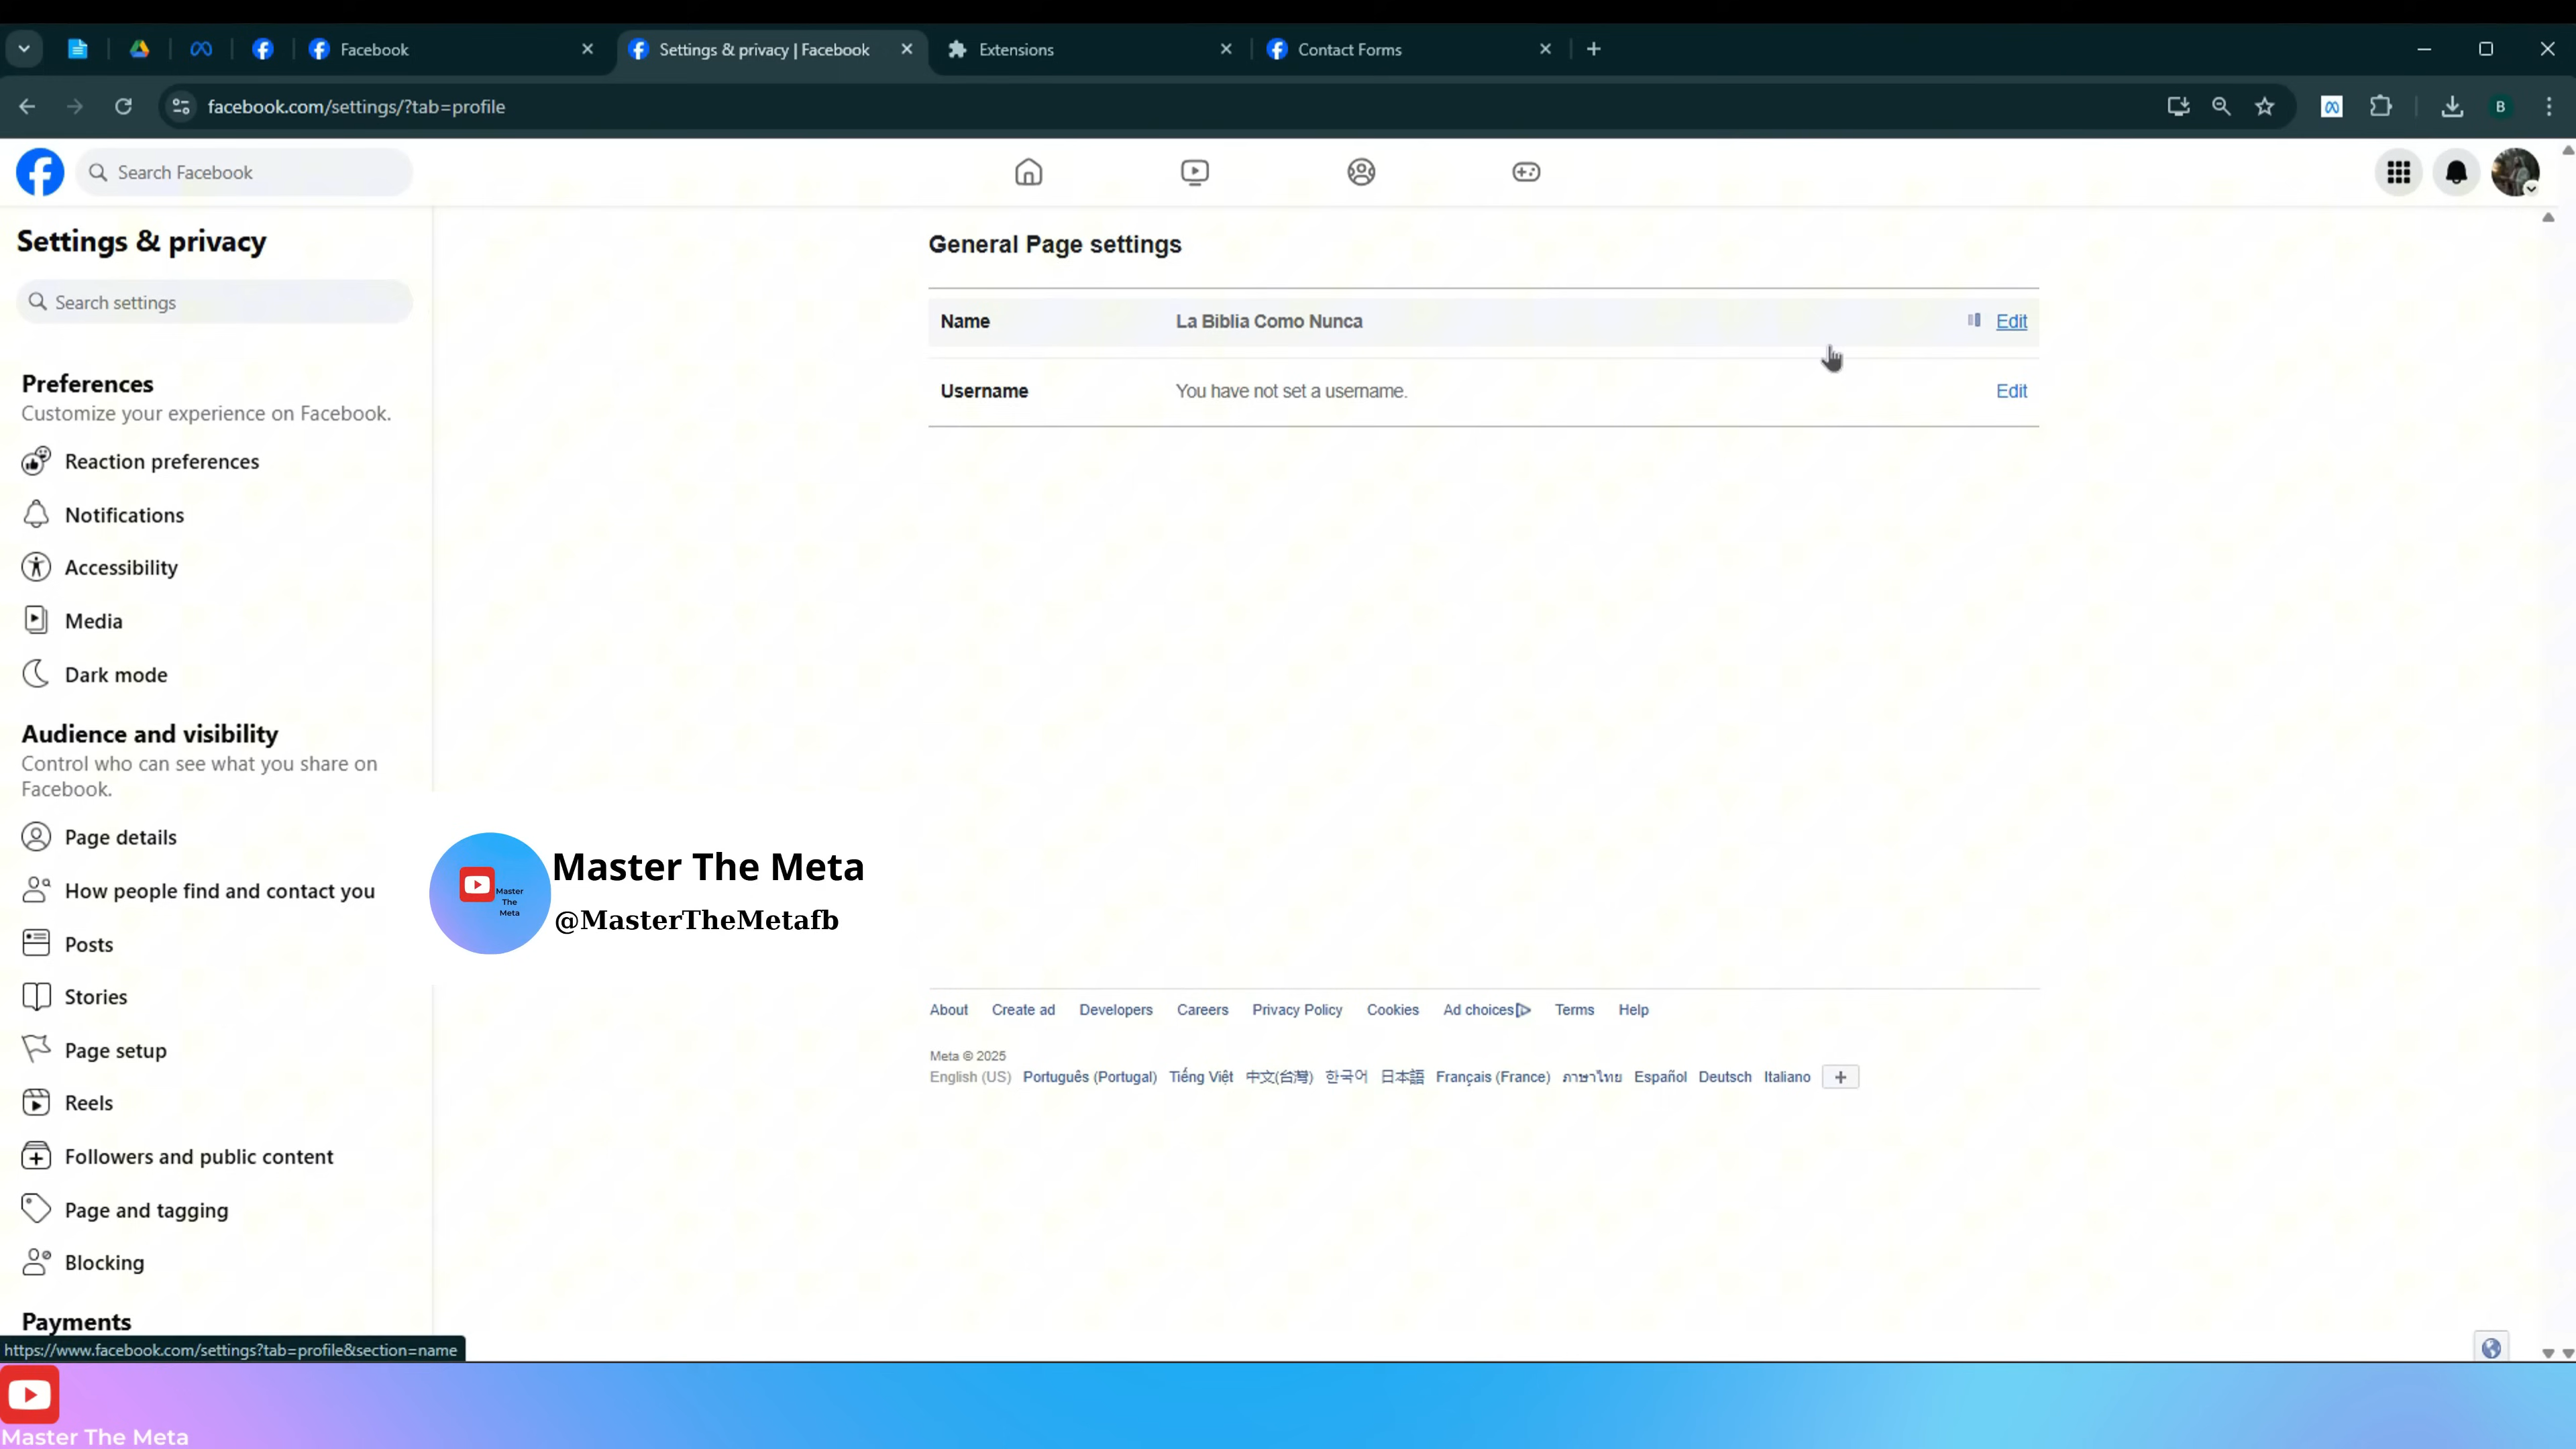 Facebook
Settings & privacy | Facebook
Extensions
Contact Forms
facebook.com/settings/?tab=profile
B
Search Facebook
Settings & privacy
Search settings
Preferences
Customize your experience on Facebook.
Reaction preferences
Notifications
Accessibility
Media
Dark mode
Audience and visibility
Control who can see what you share on
Facebook.
Page details
How people find and contact you
Posts
Stories
Page setup
Reels
Followers and public content
Page and tagging
Blocking
Payments
https://www.facebook.com/settings?tab=profile&section=name
General Page settings
Name La Biblia Como Nunca Edit
Username You have not set a username. Edit
Master
The
Meta
Master The Meta
@MasterTheMetafb
About Create ad Developers Careers Privacy Policy Cookies Ad choices Terms Help
Meta © 2025
English (US) Português (Portugal) Tiếng Việt 中文(台灣) 한국어 日本語 Français (France) ภาษาไทย Español Deutsch Italiano +
Master The Meta